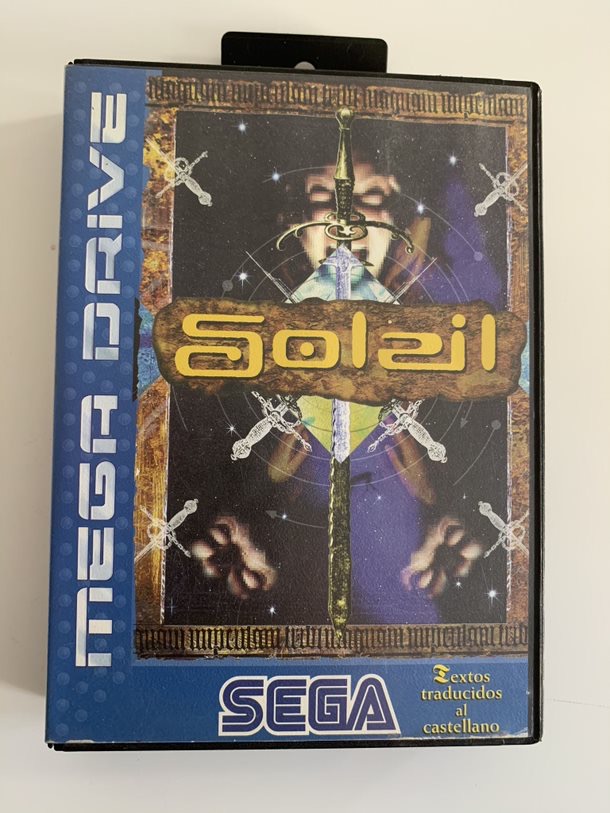 MEGA DRIVE
Soleil
SEGA
Textos
traducidos
al
castellano